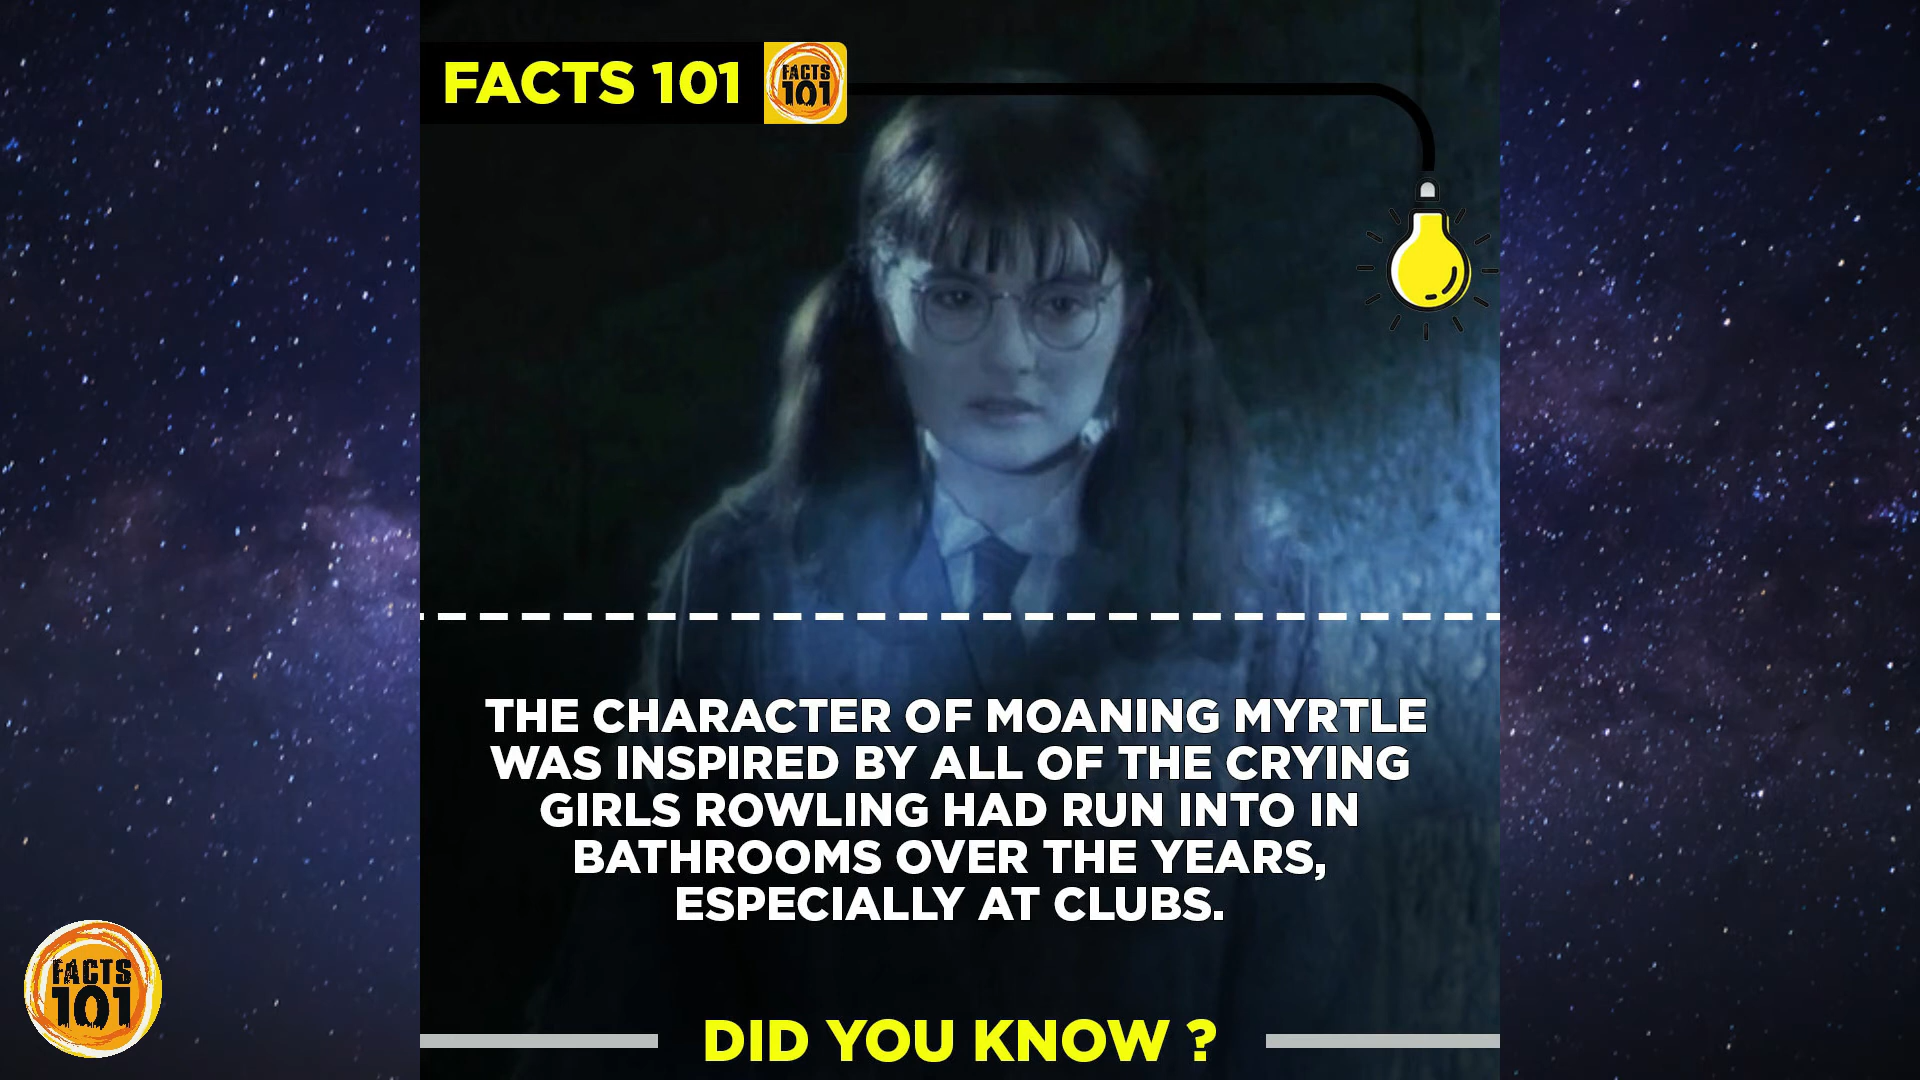 FACTS 101
FACTS
101
THE CHARACTER OF MOANING MYRTLE
WAS INSPIRED BY ALL OF THE CRYING
GIRLS ROWLING HAD RUN INTO IN
BATHROOMS OVER THE YEARS,
ESPECIALLY AT CLUBS.
FACTS
101
DID YOU KNOW ?